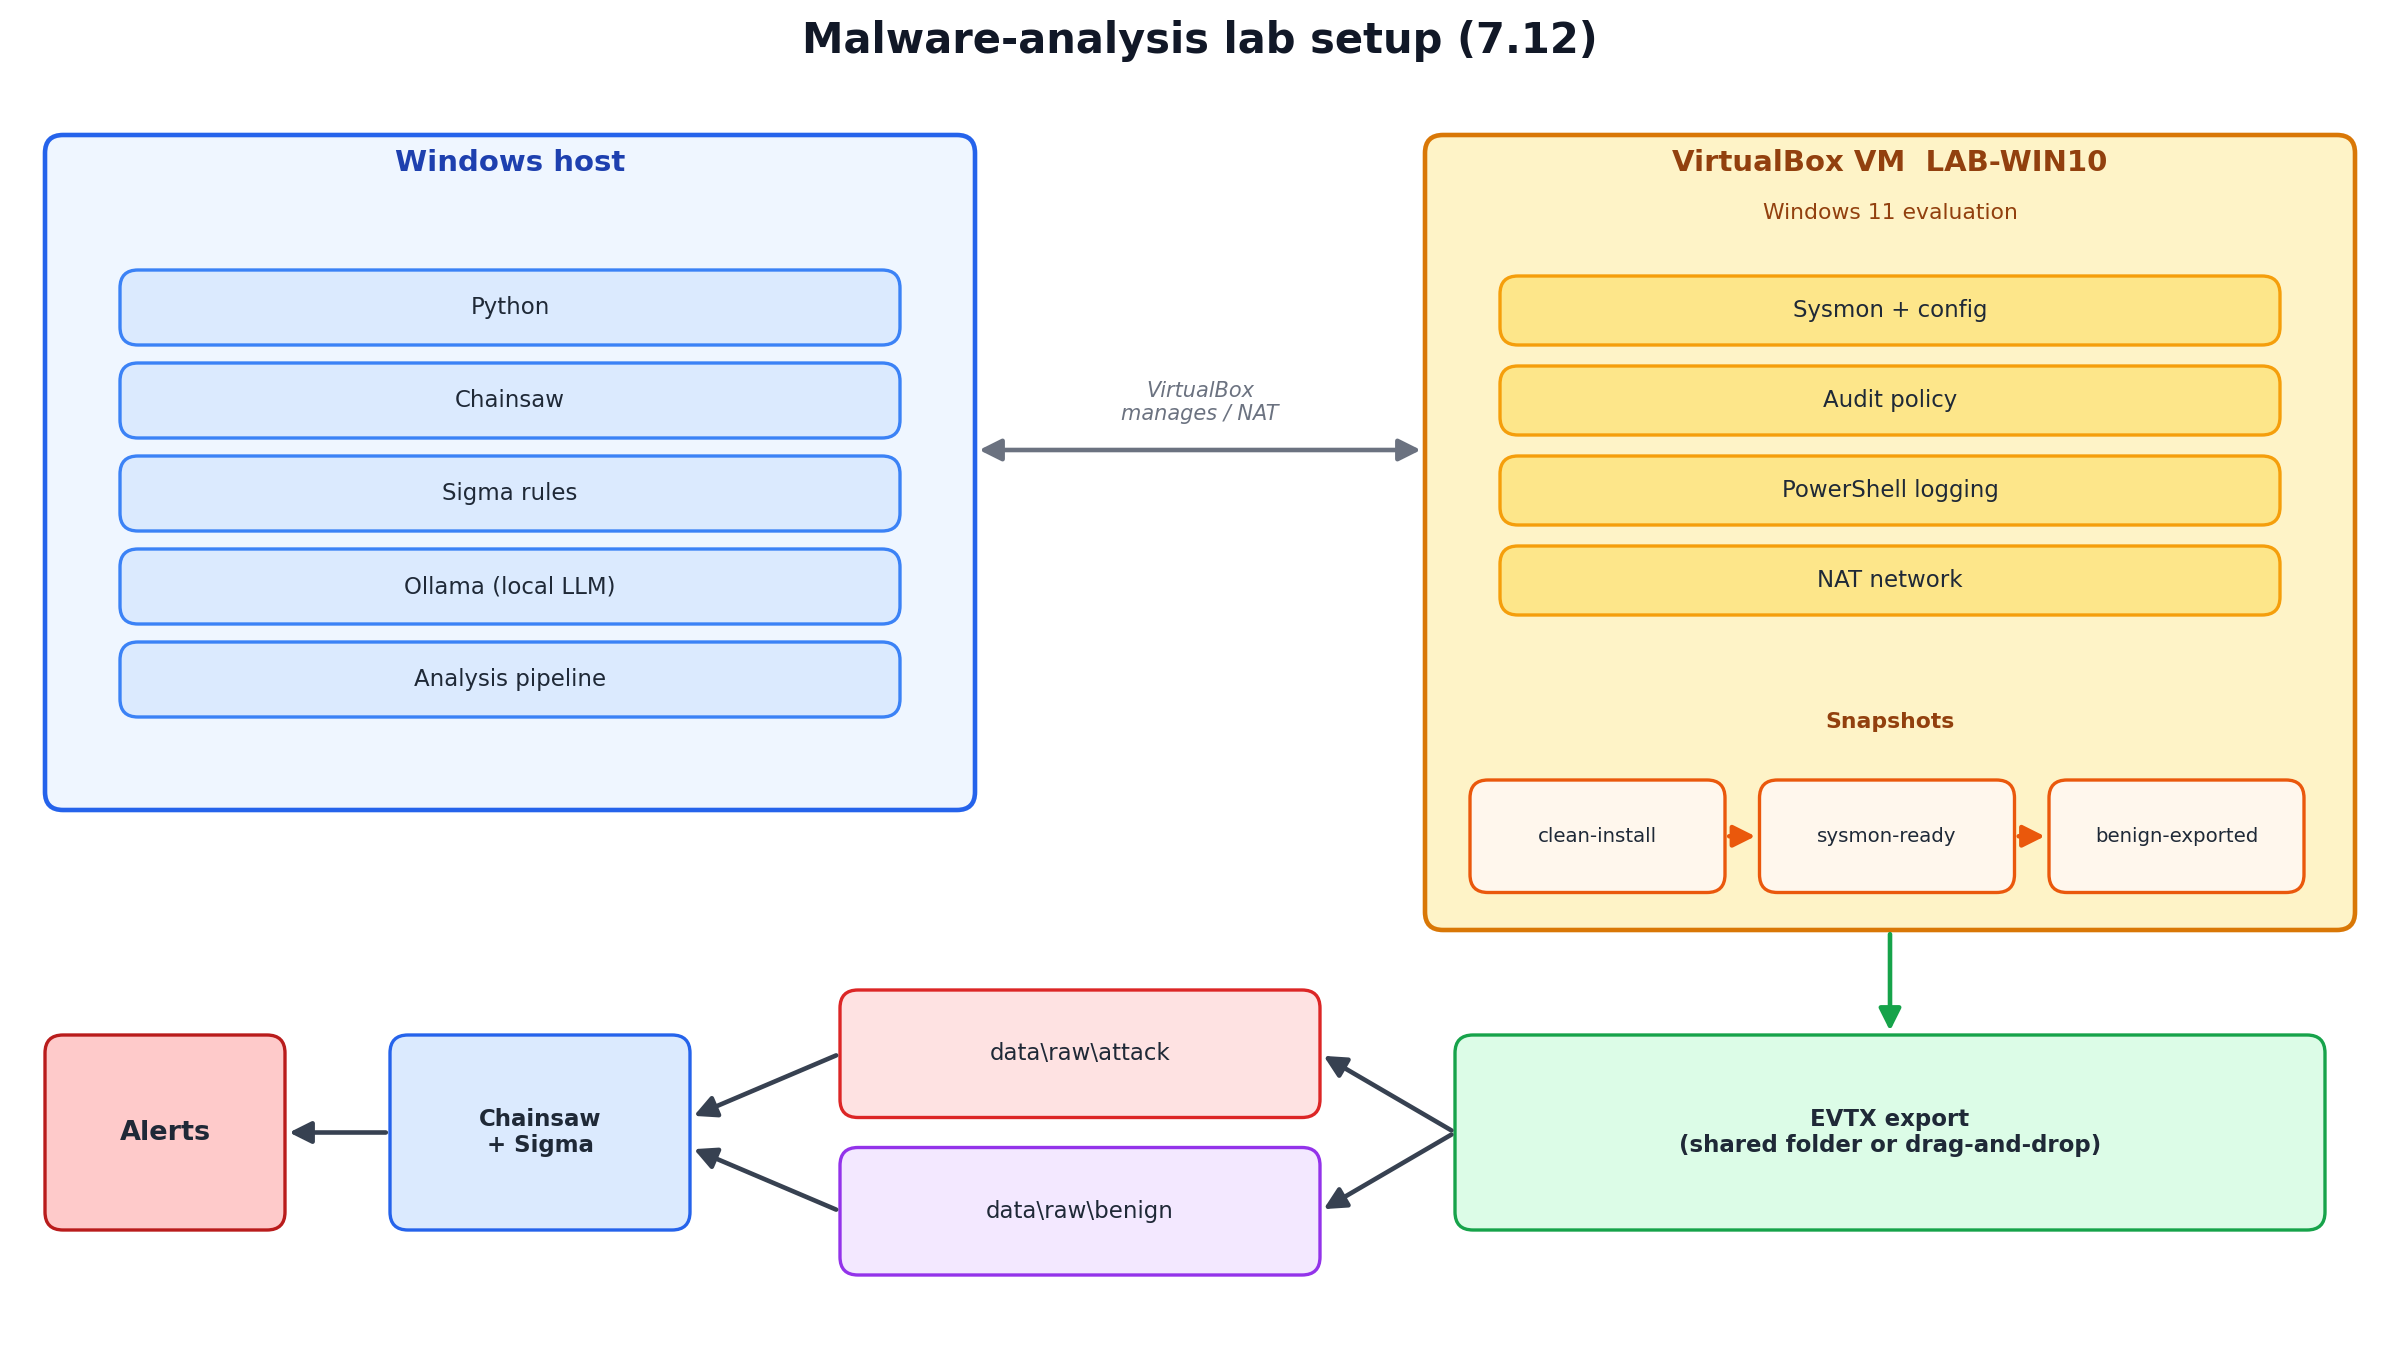 Malware-analysis lab setup (7.12)
Windows host
Python
Chainsaw
Sigma rules
Ollama (local LLM)
Analysis pipeline
VirtualBox
manages / NAT
VirtualBox VM  LAB-WIN10
Windows 11 evaluation
Sysmon + config
Audit policy
PowerShell logging
NAT network
Snapshots
clean-install
sysmon-ready
benign-exported
Alerts
Chainsaw
+ Sigma
data\raw\attack
data\raw\benign
EVTX export
(shared folder or drag-and-drop)